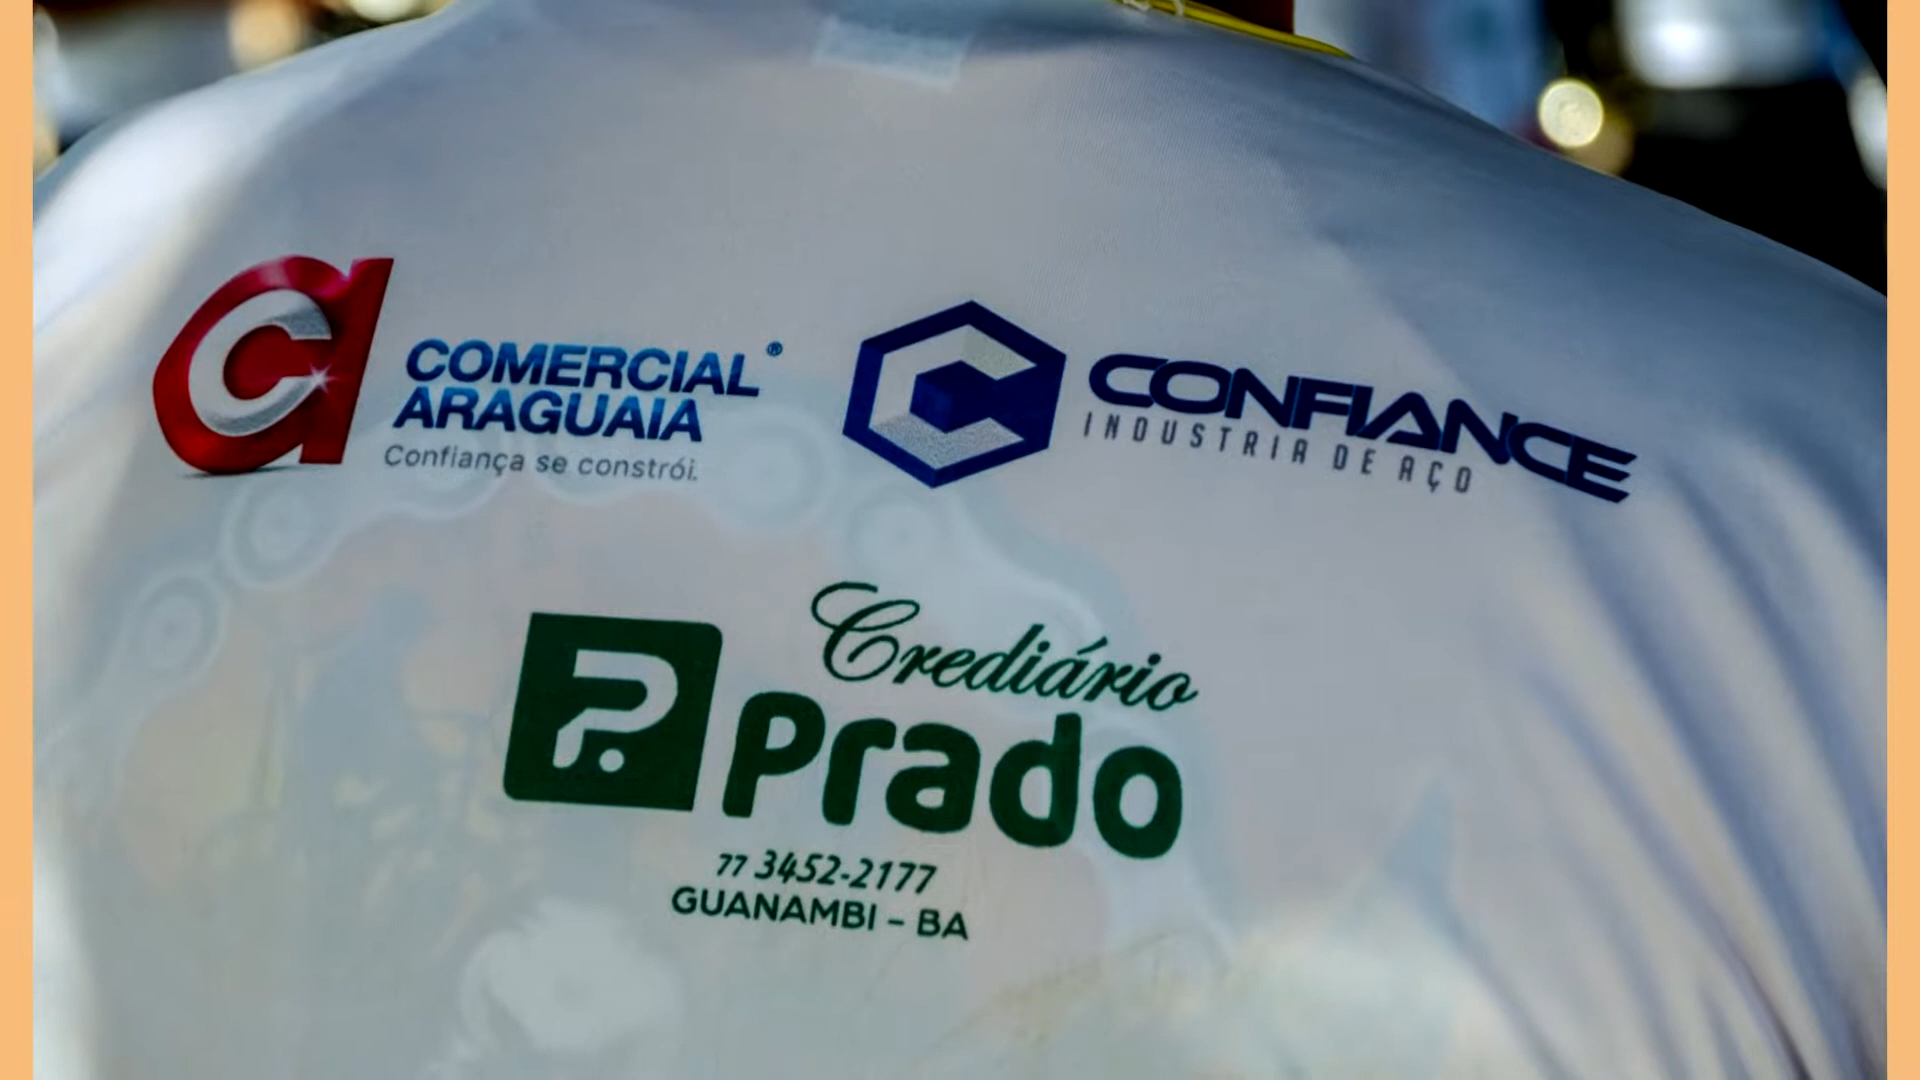 COMERCIAL ®
ARAGUAIA
Confiança se constrói.
CONFIANCE
INDUSTRIA DE AÇO
Crediário
Prado
77 3452-2177
GUANAMBI – BA